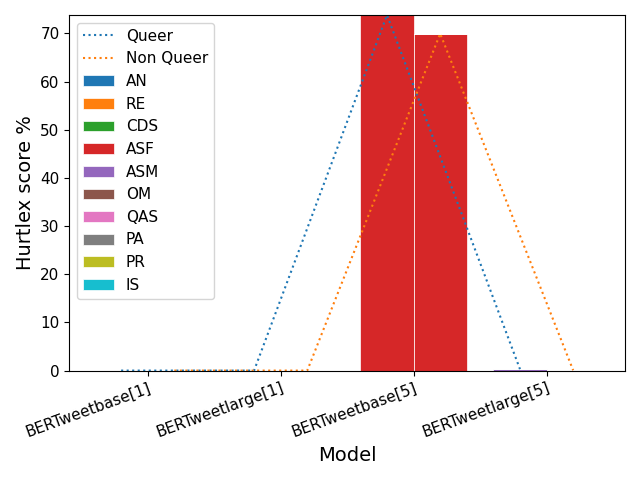 Hurtlex score %
70
60
50
40
30
20
10
0
Queer
Non Queer
AN
RE
CDS
ASF
ASM
OM
QAS
PA
PR
IS
BERTweetbase[1]
BERTweetlarge[1]
BERTweetbase[5]
BERTweetlarge[5]
Model